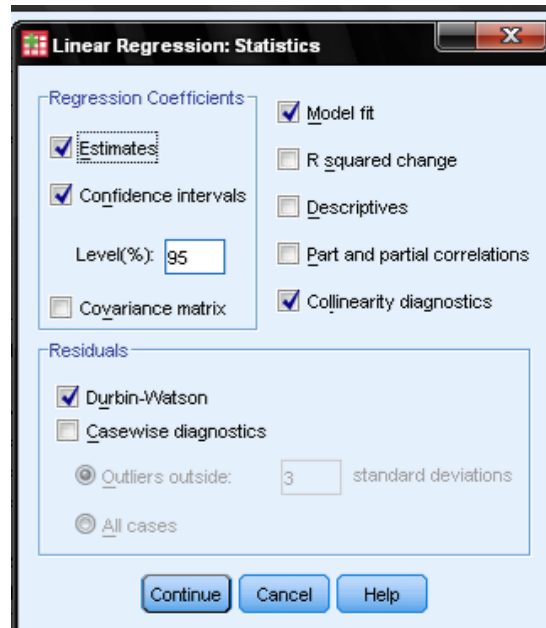 Linear Regression: Statistics
Regression Coefficients
Estimates
Confidence intervals
Level(%): 95
Covariance matrix
Model fit
R squared change
Descriptives
Part and partial correlations
Collinearity diagnostics
Residuals
Durbin-Watson
Casewise diagnostics
Outliers outside: 3 standard deviations
All cases
Continue Cancel Help